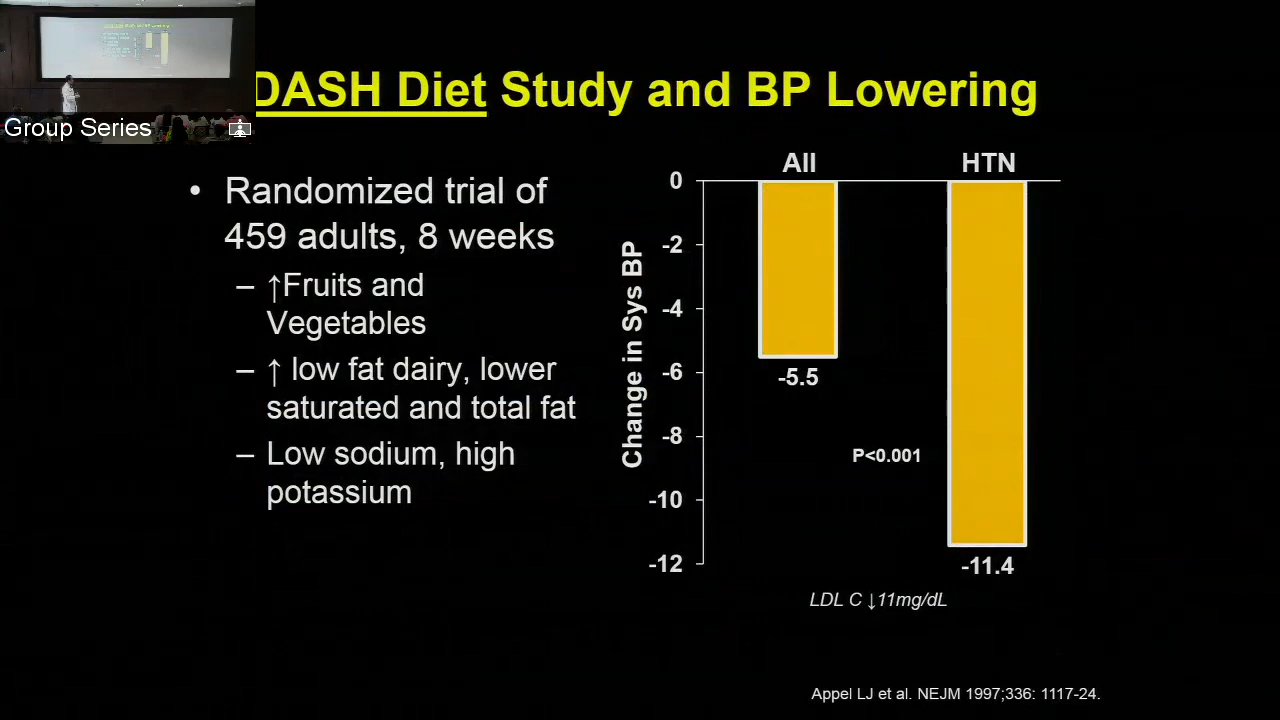 DASH Diet Study and BP Lowering
Group Series
• Randomized trial of
459 adults, 8 weeks
– ↑Fruits and
Vegetables
– ↑ low fat dairy, lower
saturated and total fat
– Low sodium, high
potassium
All HTN
Change in Sys BP
0
-2
-4
-6
-8
-10
-12
-5.5
P<0.001
-11.4
LDL C ↓11mg/dL
Appel LJ et al. NEJM 1997;336: 1117-24.